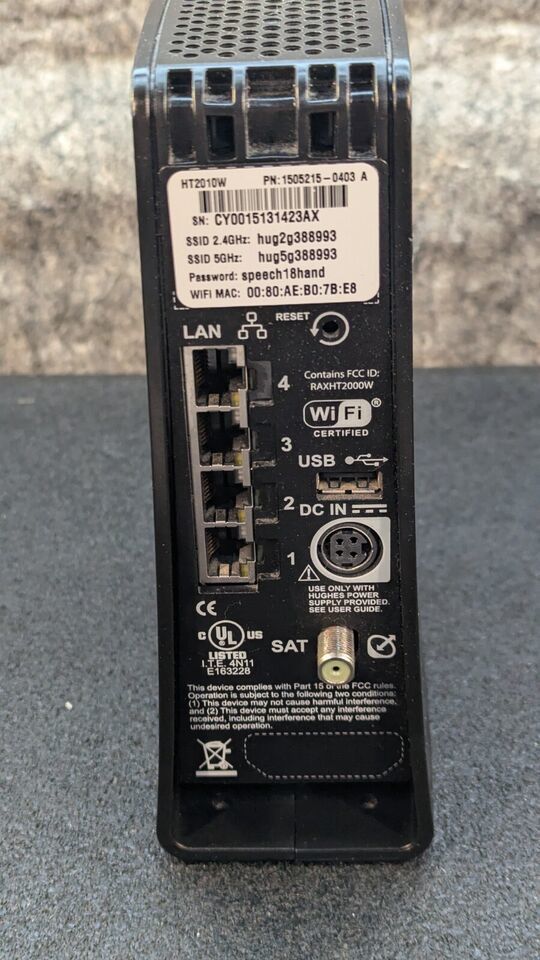 HT2010W PN:1505215-0403 A
SN: CY0015131423AX
SSID 2.4GHz: hug2g388993
SSID 5GHz: hug5g388993
Password: speech18hand
WiFi MAC: 00:80:AE:B0:7B:E8
LAN
RESET
4
3
2
1
Contains FCC ID:
RAXHT2000W
Wi Fi ®
CERTIFIED
USB
DC IN
USE ONLY WITH
HUGHES POWER
SUPPLY PROVIDED.
SEE USER GUIDE.
CE
C UL US
LISTED
I.T.E. 4N11
E163228
SAT
This device complies with Part 15 of the FCC rules.
Operation is subject to the following two conditions:
(1) This device may not cause harmful interference,
and (2) This device must accept any interference
received, including interference that may cause
undesired operation.